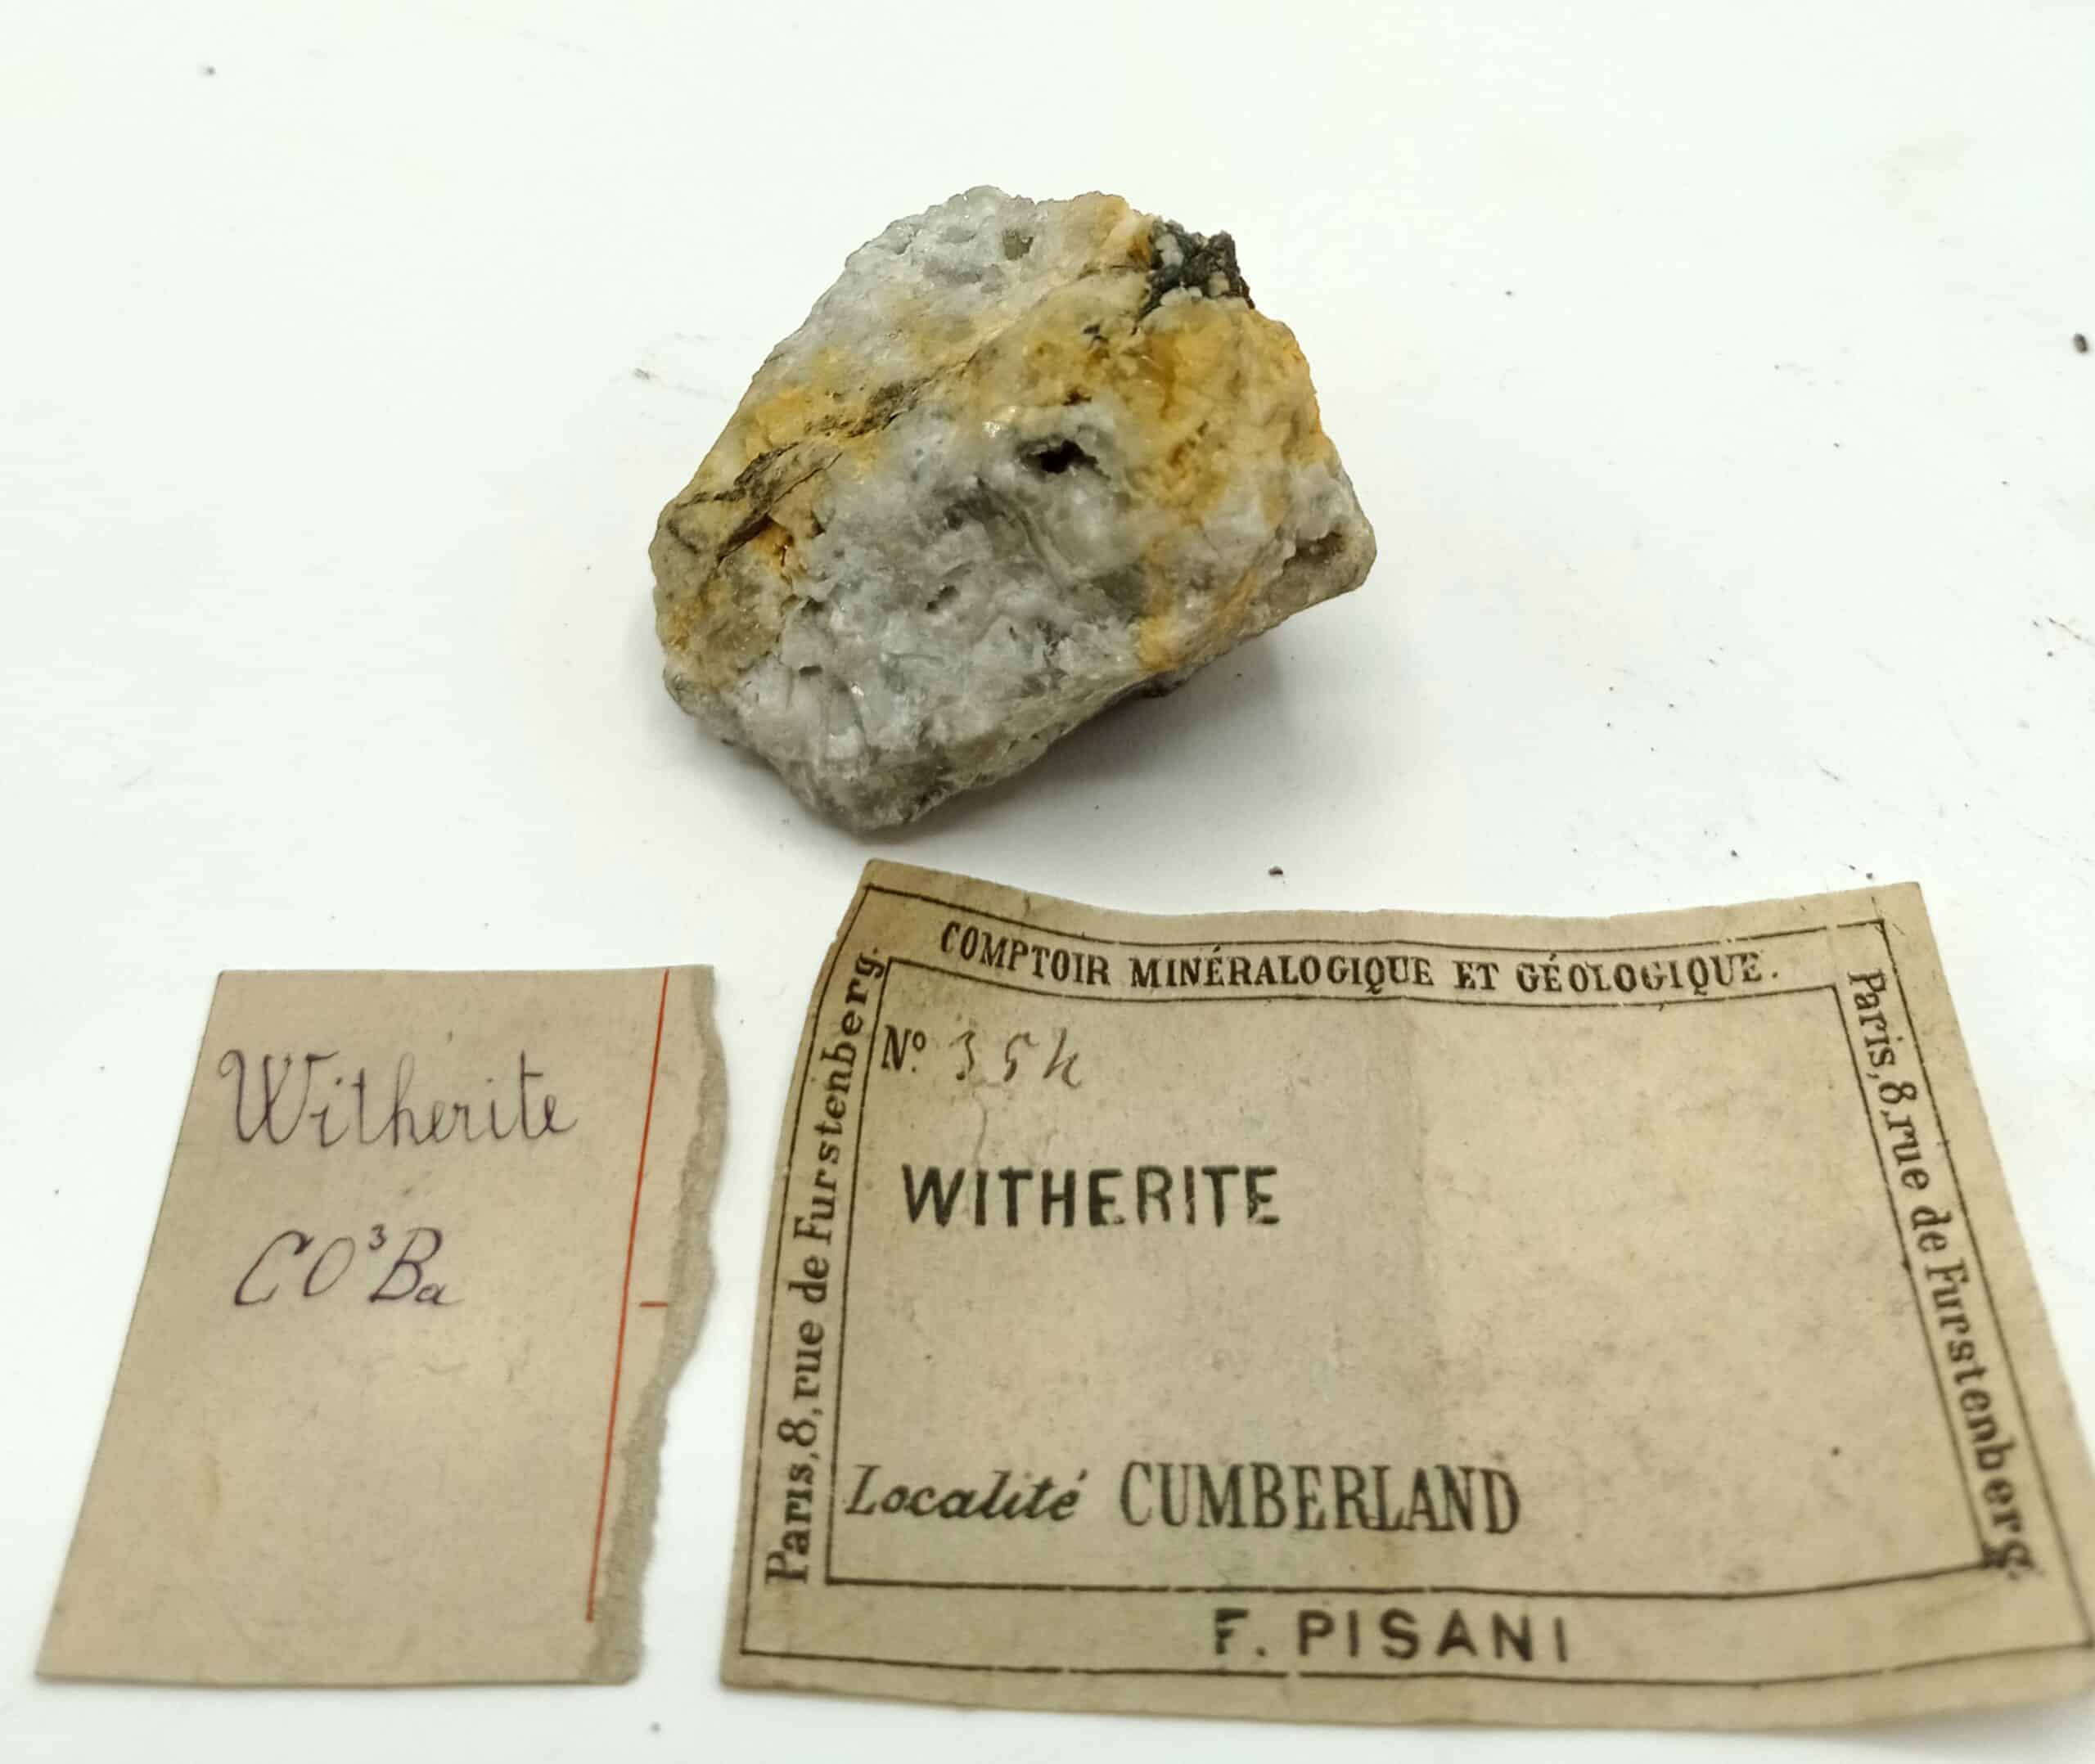 Witherite
CO³Ba
COMPTOIR MINÉRALOGIQUE ET GÉOLOGIQUE.
Paris, 8, rue de Furstenberg.
Nº 354
WITHERITE
Localité CUMBERLAND
Paris, 8, rue de Furstenberg.
F. PISANI